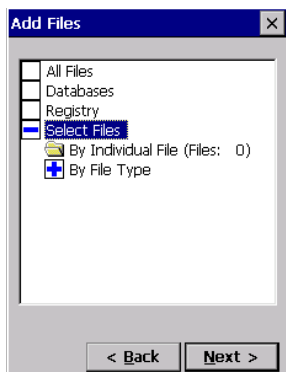 Add Files
All Files
Databases
Registry
Select Files
By Individual File (Files: 0)
By File Type
< Back Next >